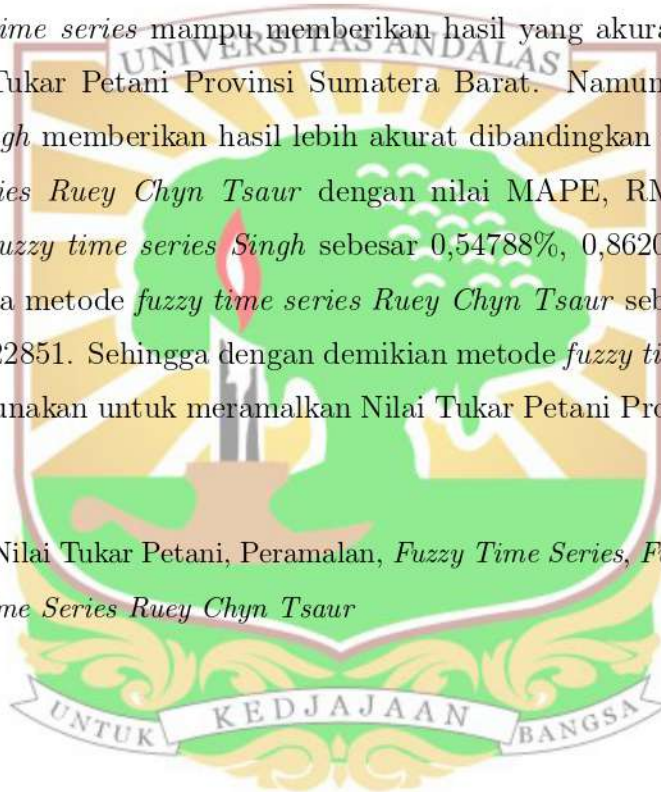 ime series mampu memberikan hasil yang akura
UNIVERSITAS ANDALAS
Tukar Petani Provinsi Sumatera Barat. Namun
gh memberikan hasil lebih akurat dibandingkan
ies Ruey Chyn Tsaur dengan nilai MAPE, RM
uzzy time series Singh sebesar 0,54788%, 0,8620
a metode fuzzy time series Ruey Chyn Tsaur seb
22851. Sehingga dengan demikian metode fuzzy ti
unakan untuk meramalkan Nilai Tukar Petani Pro
Nilai Tukar Petani, Peramalan, Fuzzy Time Series, Fu
me Series Ruey Chyn Tsaur
UNTUK KEDJAJAAN BANGSA